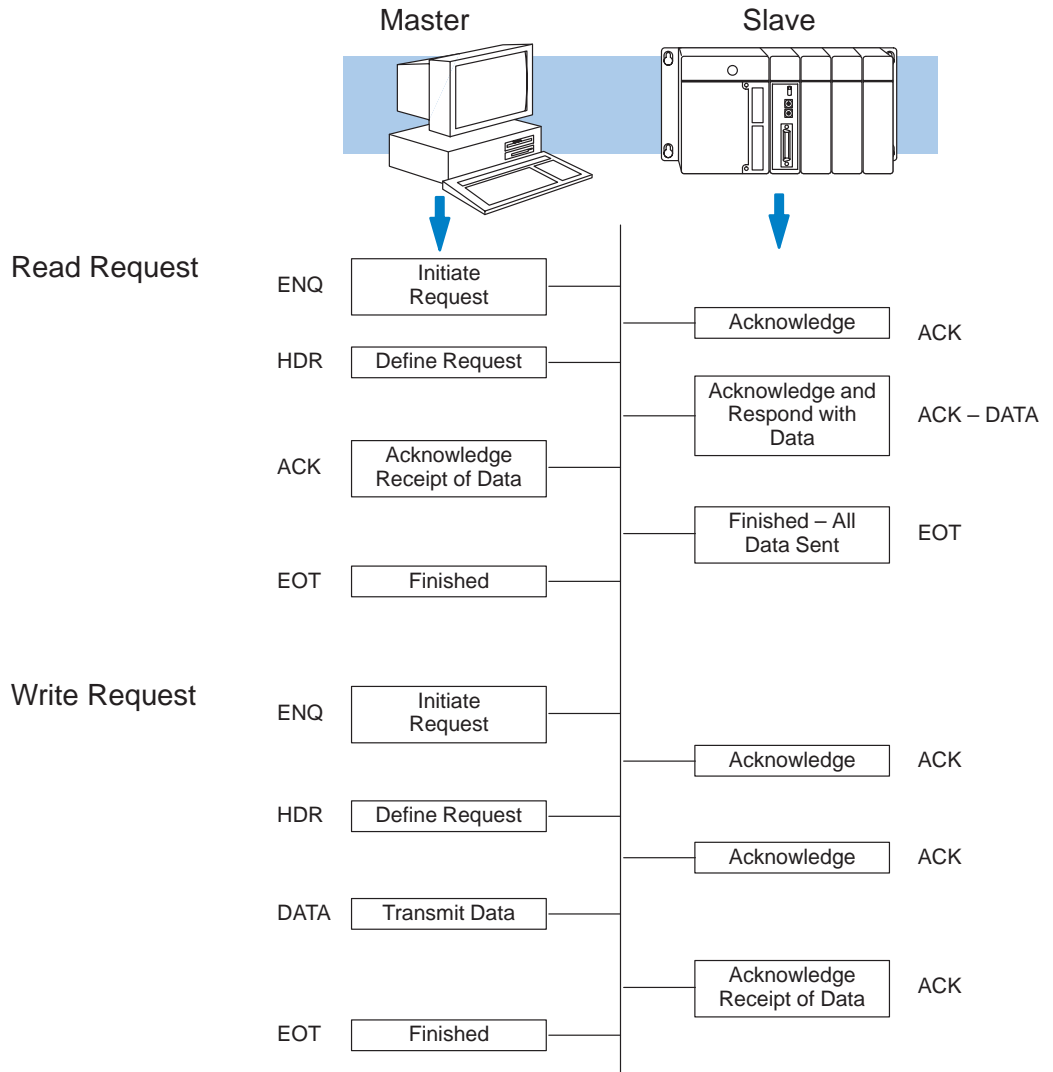 Master
Slave
Read Request
ENQ
Initiate
Request
Acknowledge
ACK
HDR
Define Request
Acknowledge and
Respond with
Data
ACK – DATA
ACK
Acknowledge
Receipt of Data
Finished – All
Data Sent
EOT
EOT
Finished
Write Request
ENQ
Initiate
Request
Acknowledge
ACK
HDR
Define Request
Acknowledge
ACK
DATA
Transmit Data
Acknowledge
Receipt of Data
ACK
EOT
Finished